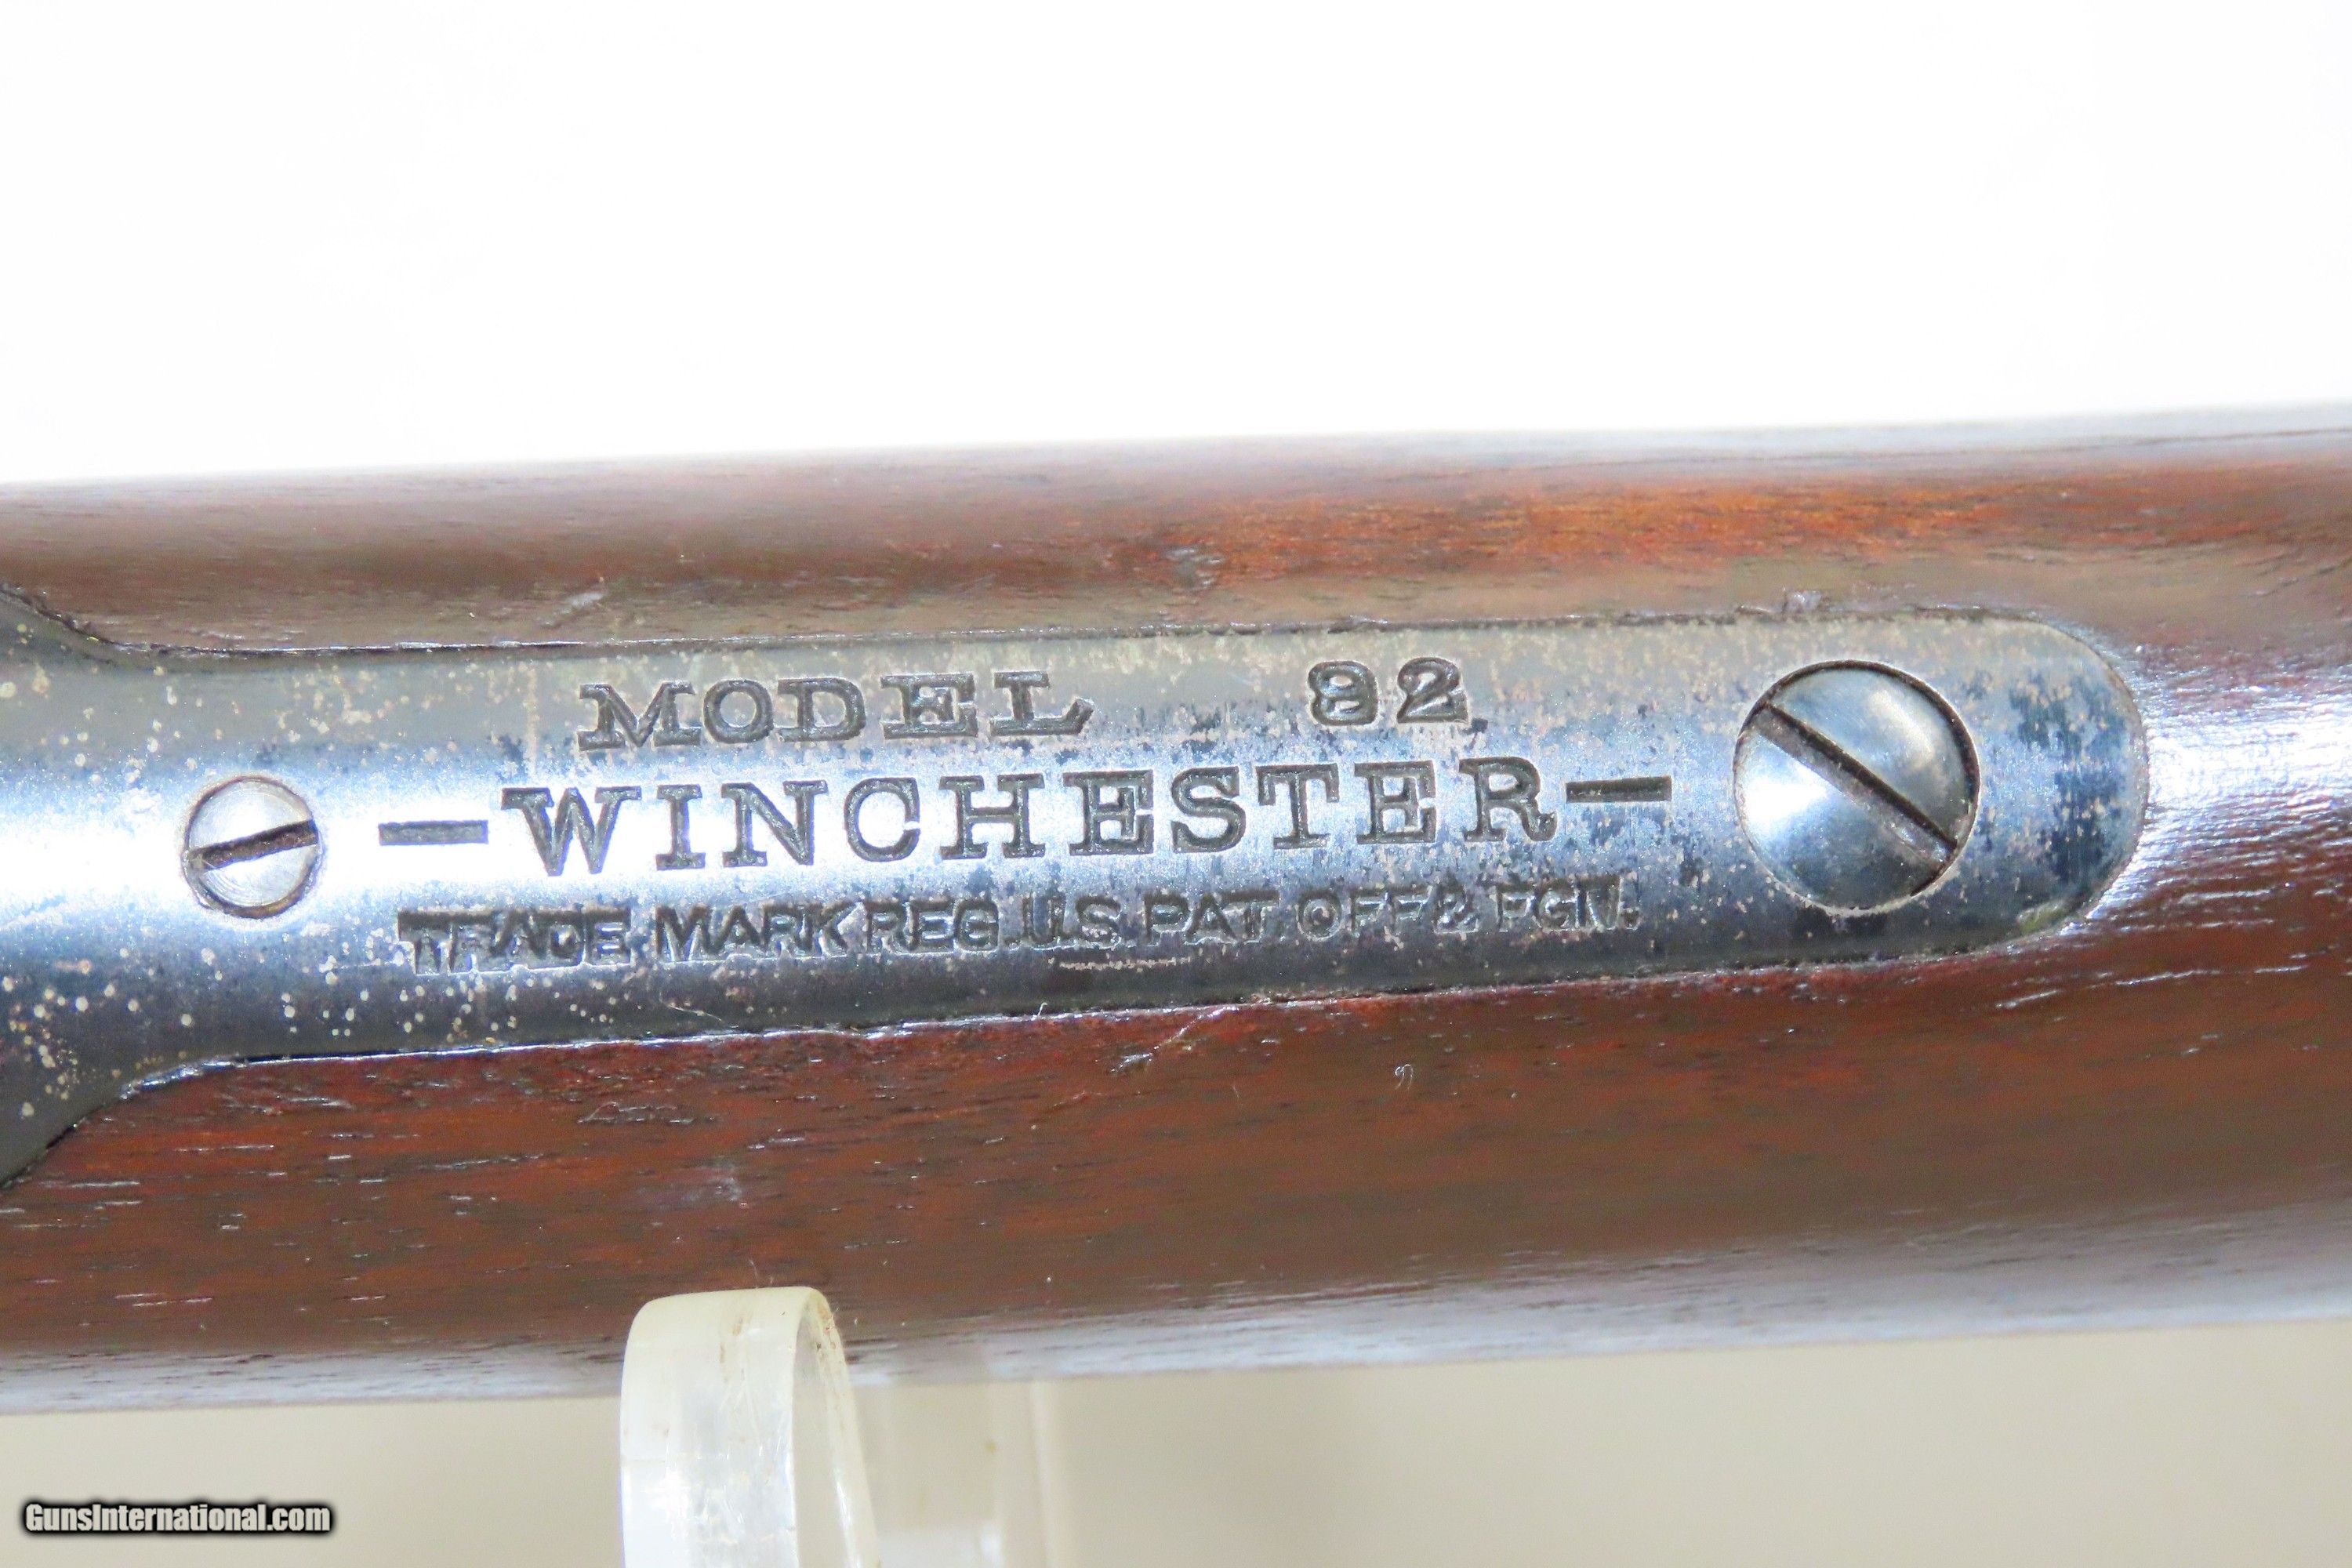 MODEL 92
—WINCHESTER—
TRADE MARK REG. U.S. PAT OFF & FGN.
GunsInternational.com